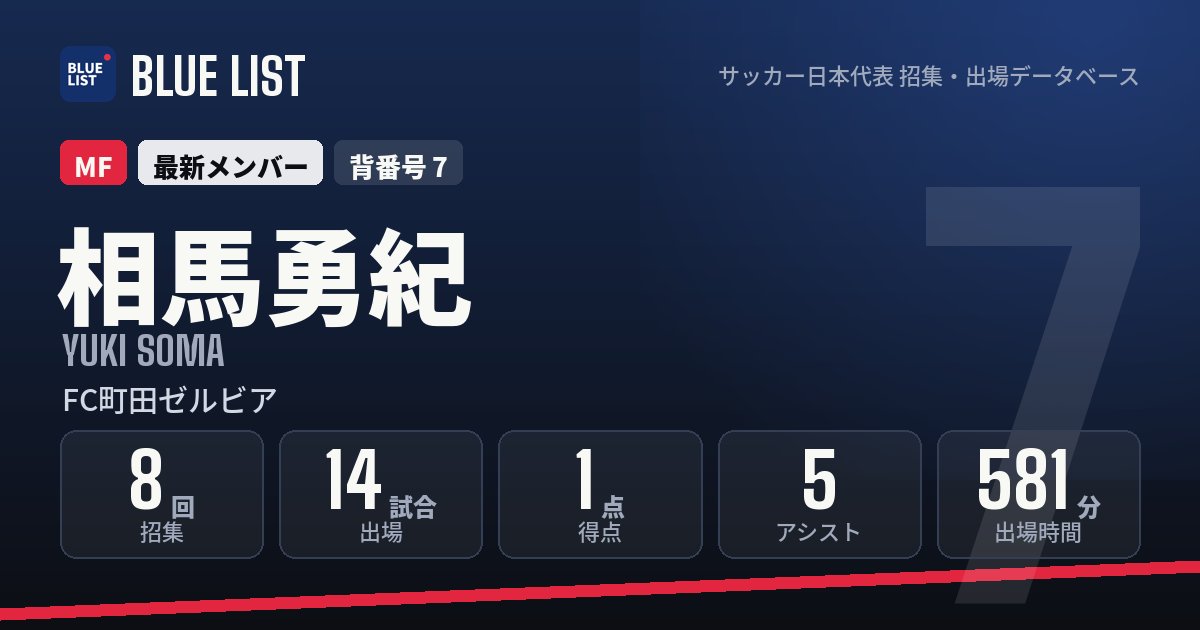 BLUE LIST
BLUE LIST
サッカー日本代表 招集・出場データベース
MF 最新メンバー 背番号 7
7
相馬勇紀
YUKI SOMA
FC町田ゼルビア
8回 14試合 1点 5 581分
招集 出場 得点 アシスト 出場時間